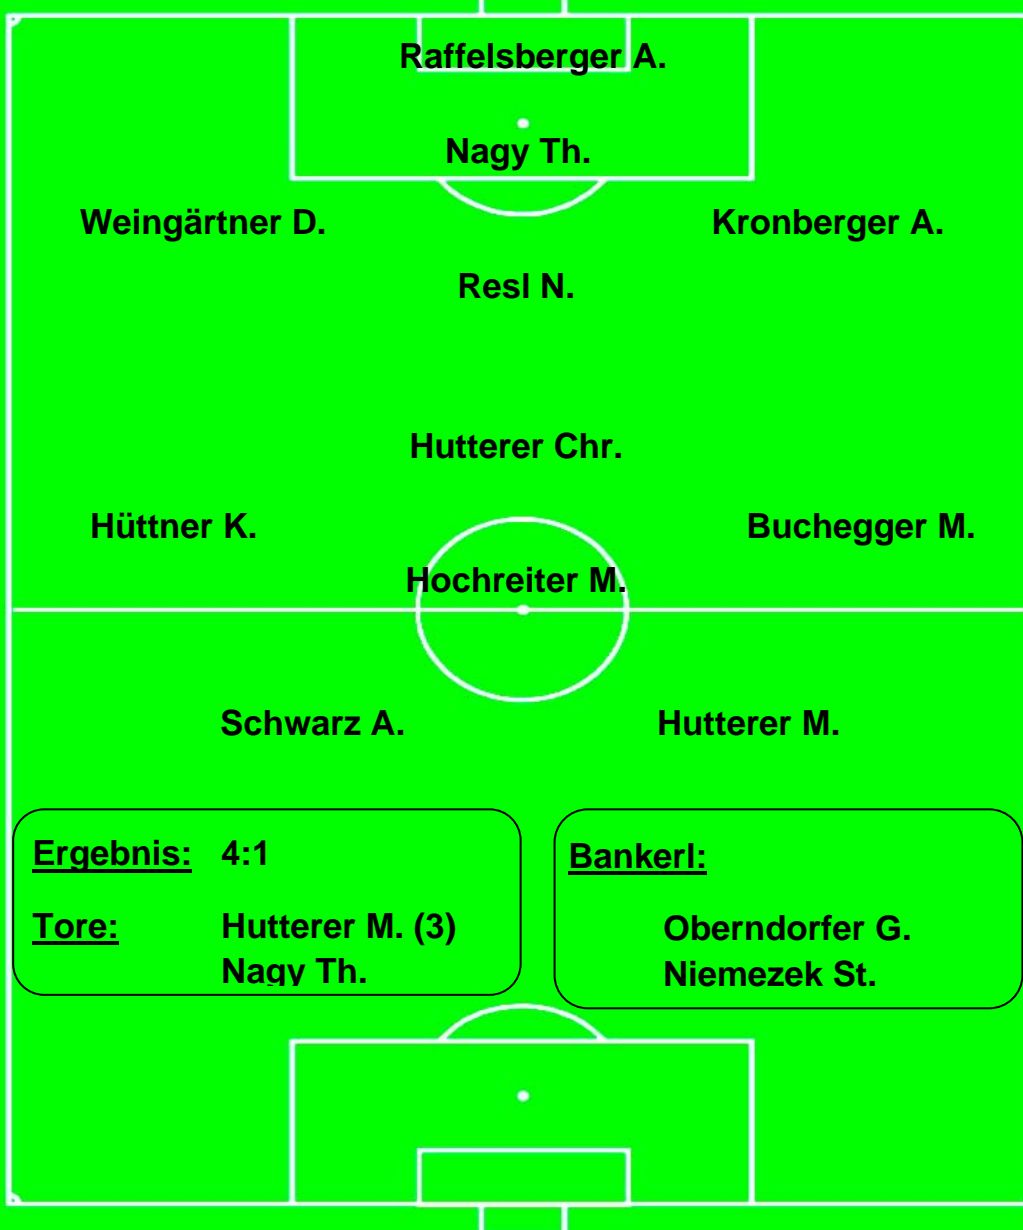 Raffelsberger A.
Nagy Th.
Weingärtner D. Kronberger A.
Resl N.
Hutterer Chr.
Hüttner K. Buchegger M.
Hochreiter M.
Schwarz A. Hutterer M.
Ergebnis: 4:1
Tore: Hutterer M. (3)
Nagy Th.
Bankerl:
Oberndorfer G.
Niemezek St.